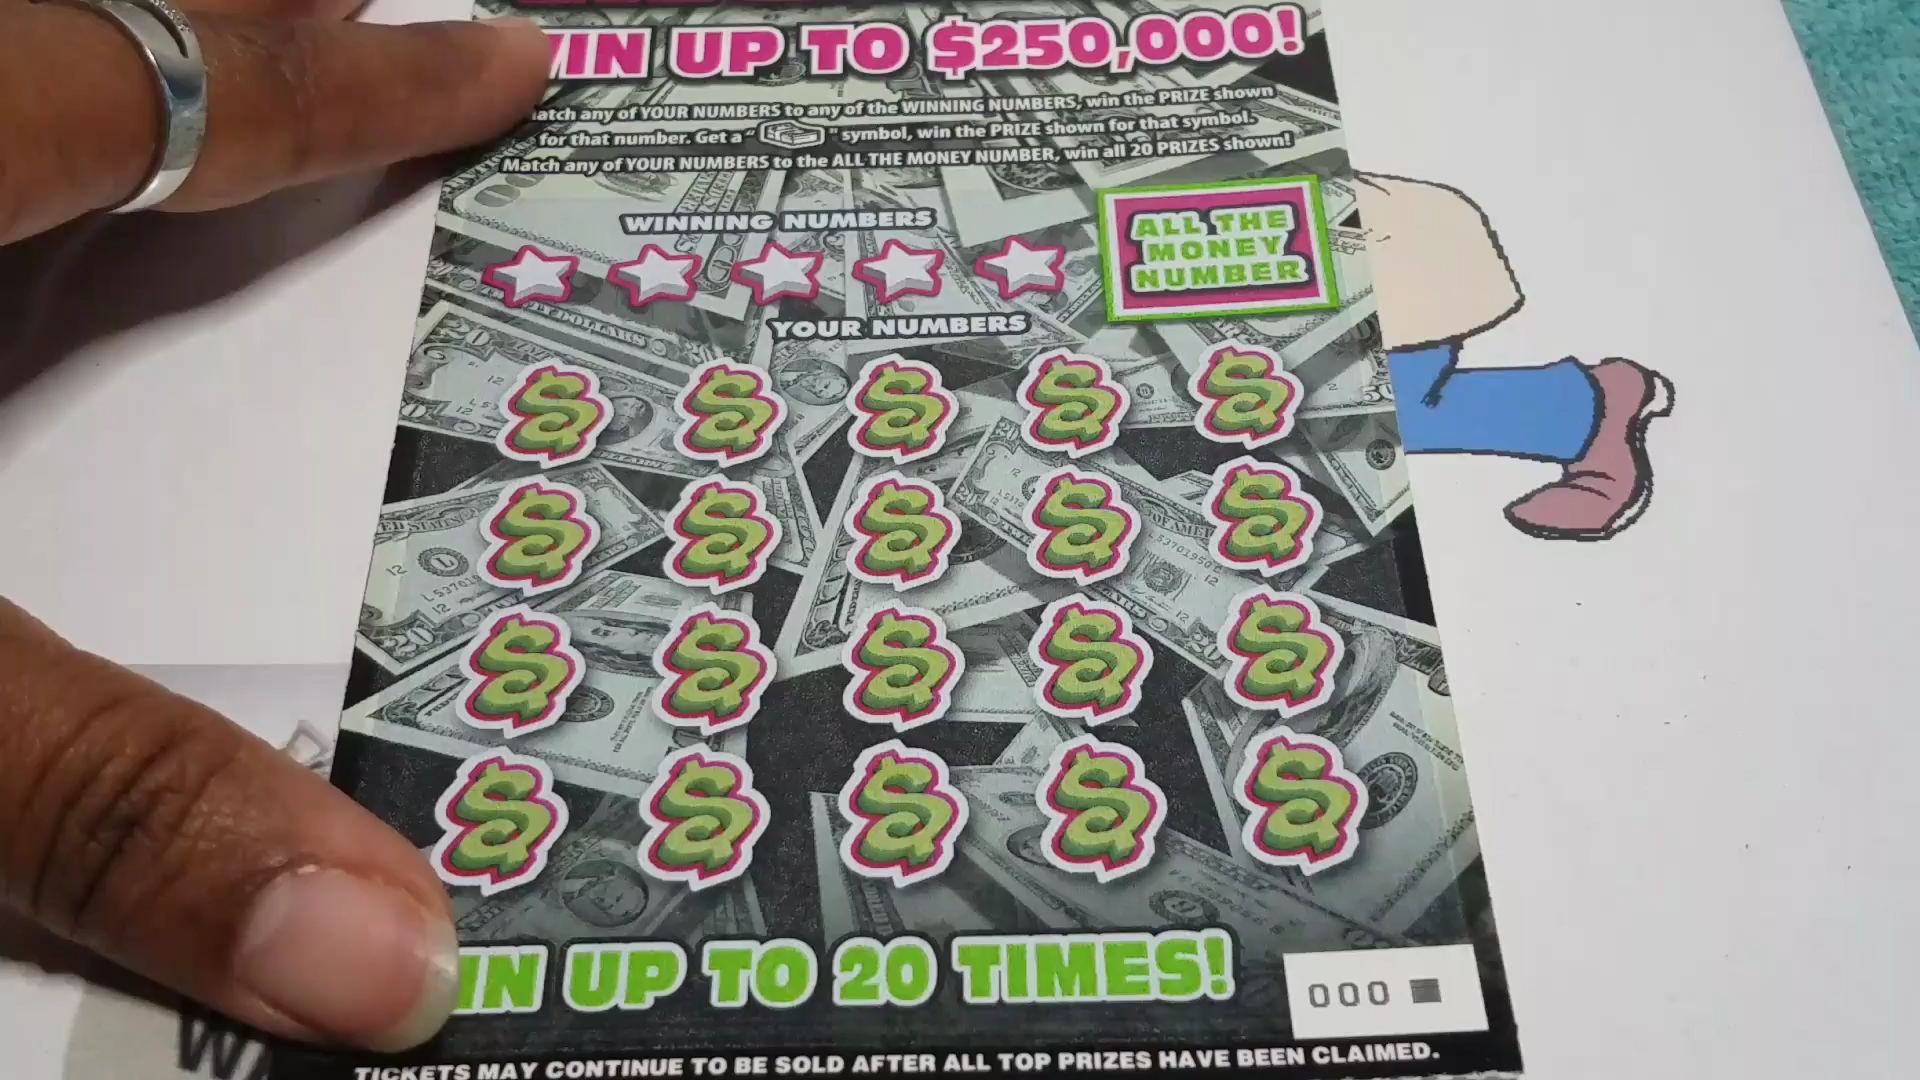 WIN UP TO $250,000!
Match any of YOUR NUMBERS to any of the WINNING NUMBERS, win the PRIZE shown
for that number. Get a " " symbol, win the PRIZE shown for that symbol.
Match any of YOUR NUMBERS to the ALL THE MONEY NUMBER, win all 20 PRIZES shown!
WINNING NUMBERS
ALL THE
MONEY
NUMBER
YOUR NUMBERS
WIN UP TO 20 TIMES!
000
TICKETS MAY CONTINUE TO BE SOLD AFTER ALL TOP PRIZES HAVE BEEN CLAIMED.